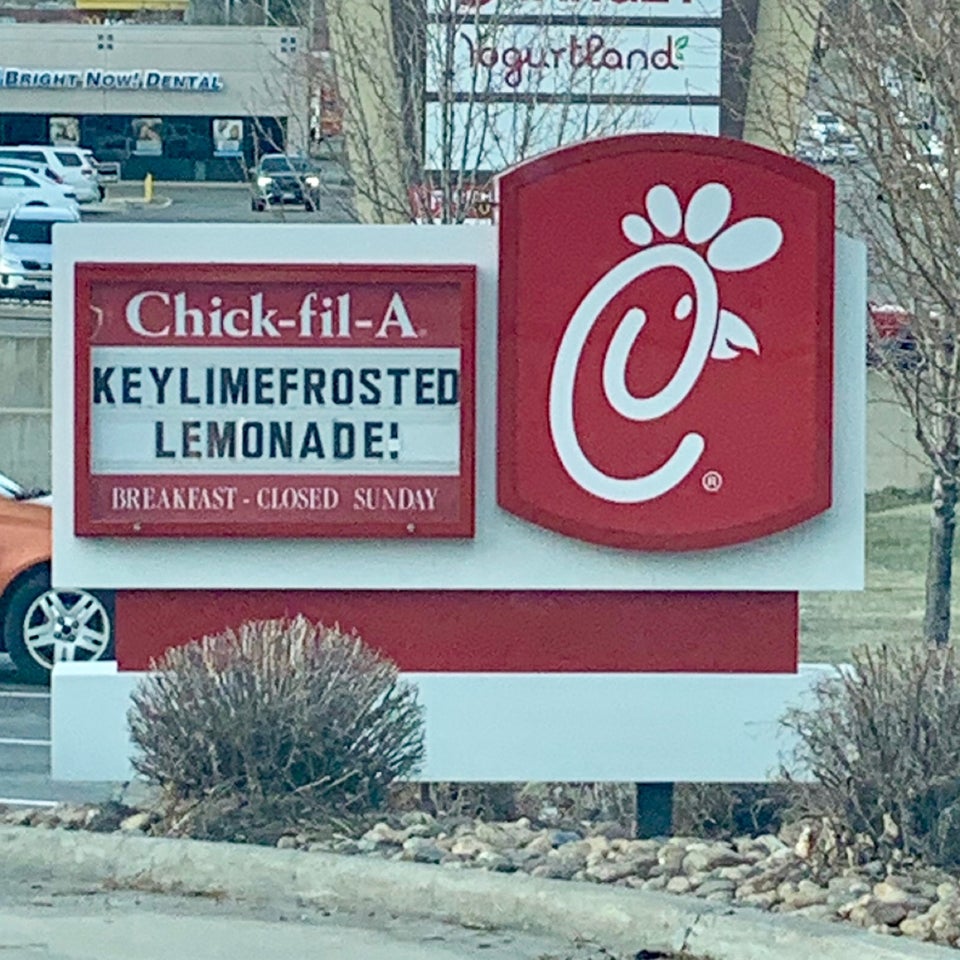 Bright Now! Dental
Yogurtland
Chick-fil-A
KEYLIMEFROSTED
LEMONADE!
BREAKFAST - CLOSED SUNDAY
®